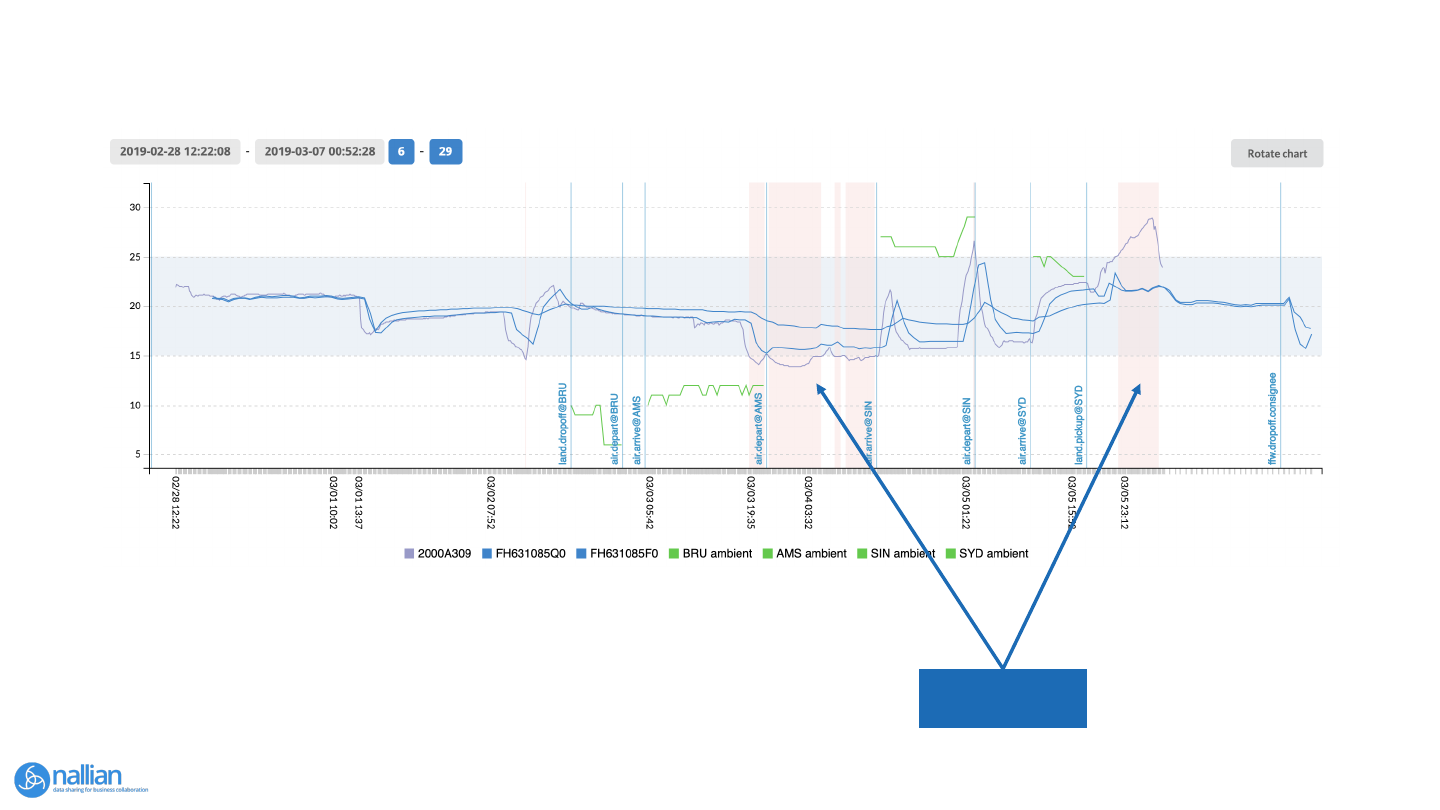 2019-02-28 12:22:08 - 2019-03-07 00:52:28 6 - 29
Rotate chart
30
25
20
15
10
5
land.dropoff@BRU
air.depart@BRU
air.arrive@AMS
air.depart@AMS
air.arrive@SIN
air.depart@SIN
air.arrive@SYD
land.pickup@SYD
ffw.dropoff.consignee
02/28 12:22
03/01 10:02
03/01 13:37
03/02 07:52
03/03 05:42
03/03 19:35
03/04 03:32
03/05 01:22
03/05
03/05 23:12
2000A309 FH631085Q0 FH631085F0 BRU ambient AMS ambient SIN ambient SYD ambient
nallian
data sharing for business collaboration